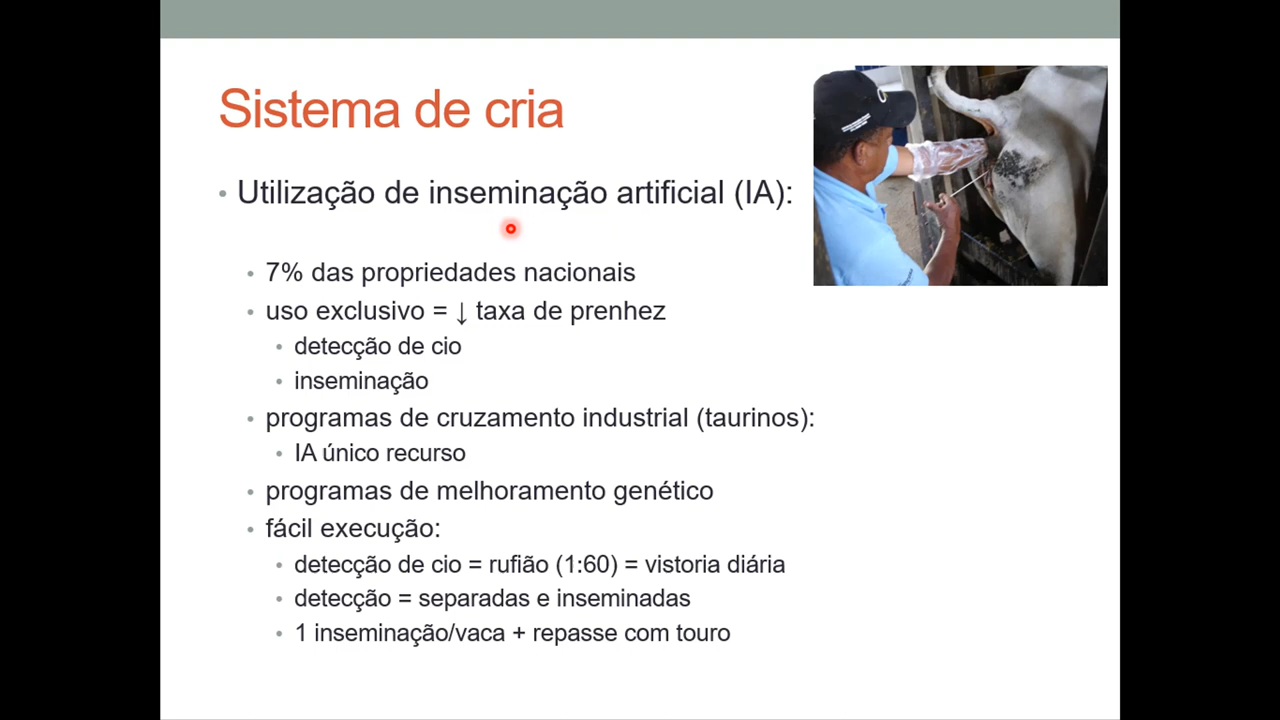 Sistema de cria
• Utilização de inseminação artificial (IA):
• 7% das propriedades nacionais
• uso exclusivo = ↓ taxa de prenhez
• detecção de cio
• inseminação
• programas de cruzamento industrial (taurinos):
• IA único recurso
• programas de melhoramento genético
• fácil execução:
• detecção de cio = rufião (1:60) = vistoria diária
• detecção = separadas e inseminadas
• 1 inseminação/vaca + repasse com touro